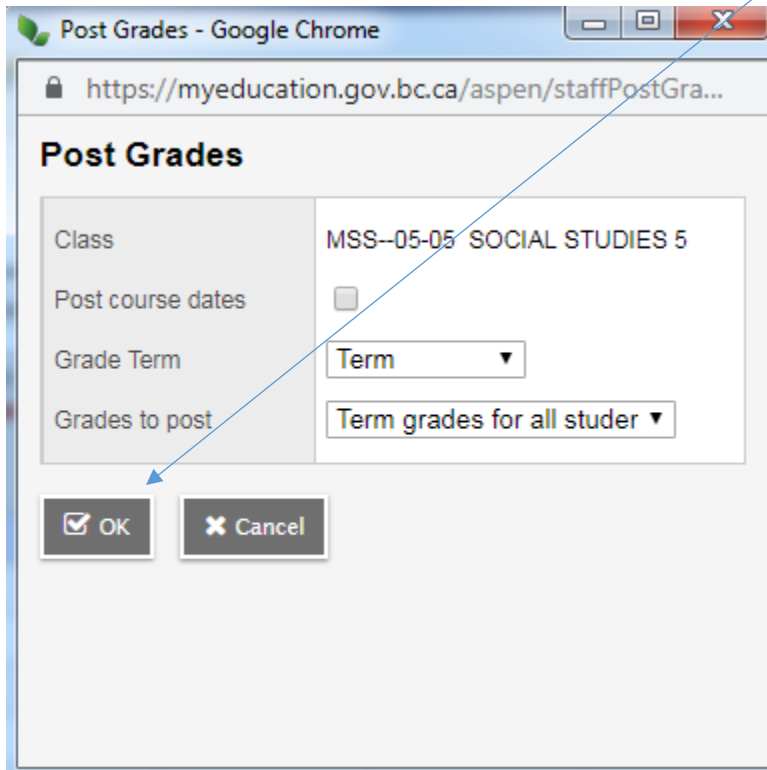 Post Grades - Google Chrome
https://myeducation.gov.bc.ca/aspen/staffPostGra...
Post Grades
Class MSS--05-05 SOCIAL STUDIES 5
Post course dates
Grade Term Term
Grades to post Term grades for all studer
OK Cancel